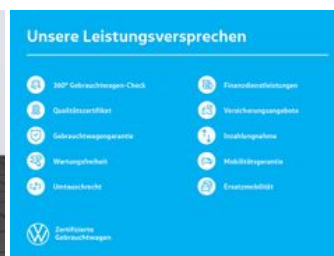 Unsere Leistungsversprechen
360° Gebrauchtwagen-Check
Qualitätszertifikat
Gebrauchtwagengarantie
Wartungsfreiheit
Umtauschrecht
Finanzdienstleistungen
Versicherungsangebote
Inzahlungnahme
Mobilitätsgarantie
Ersatzmobilität
Zertifizierte
Gebrauchtwagen